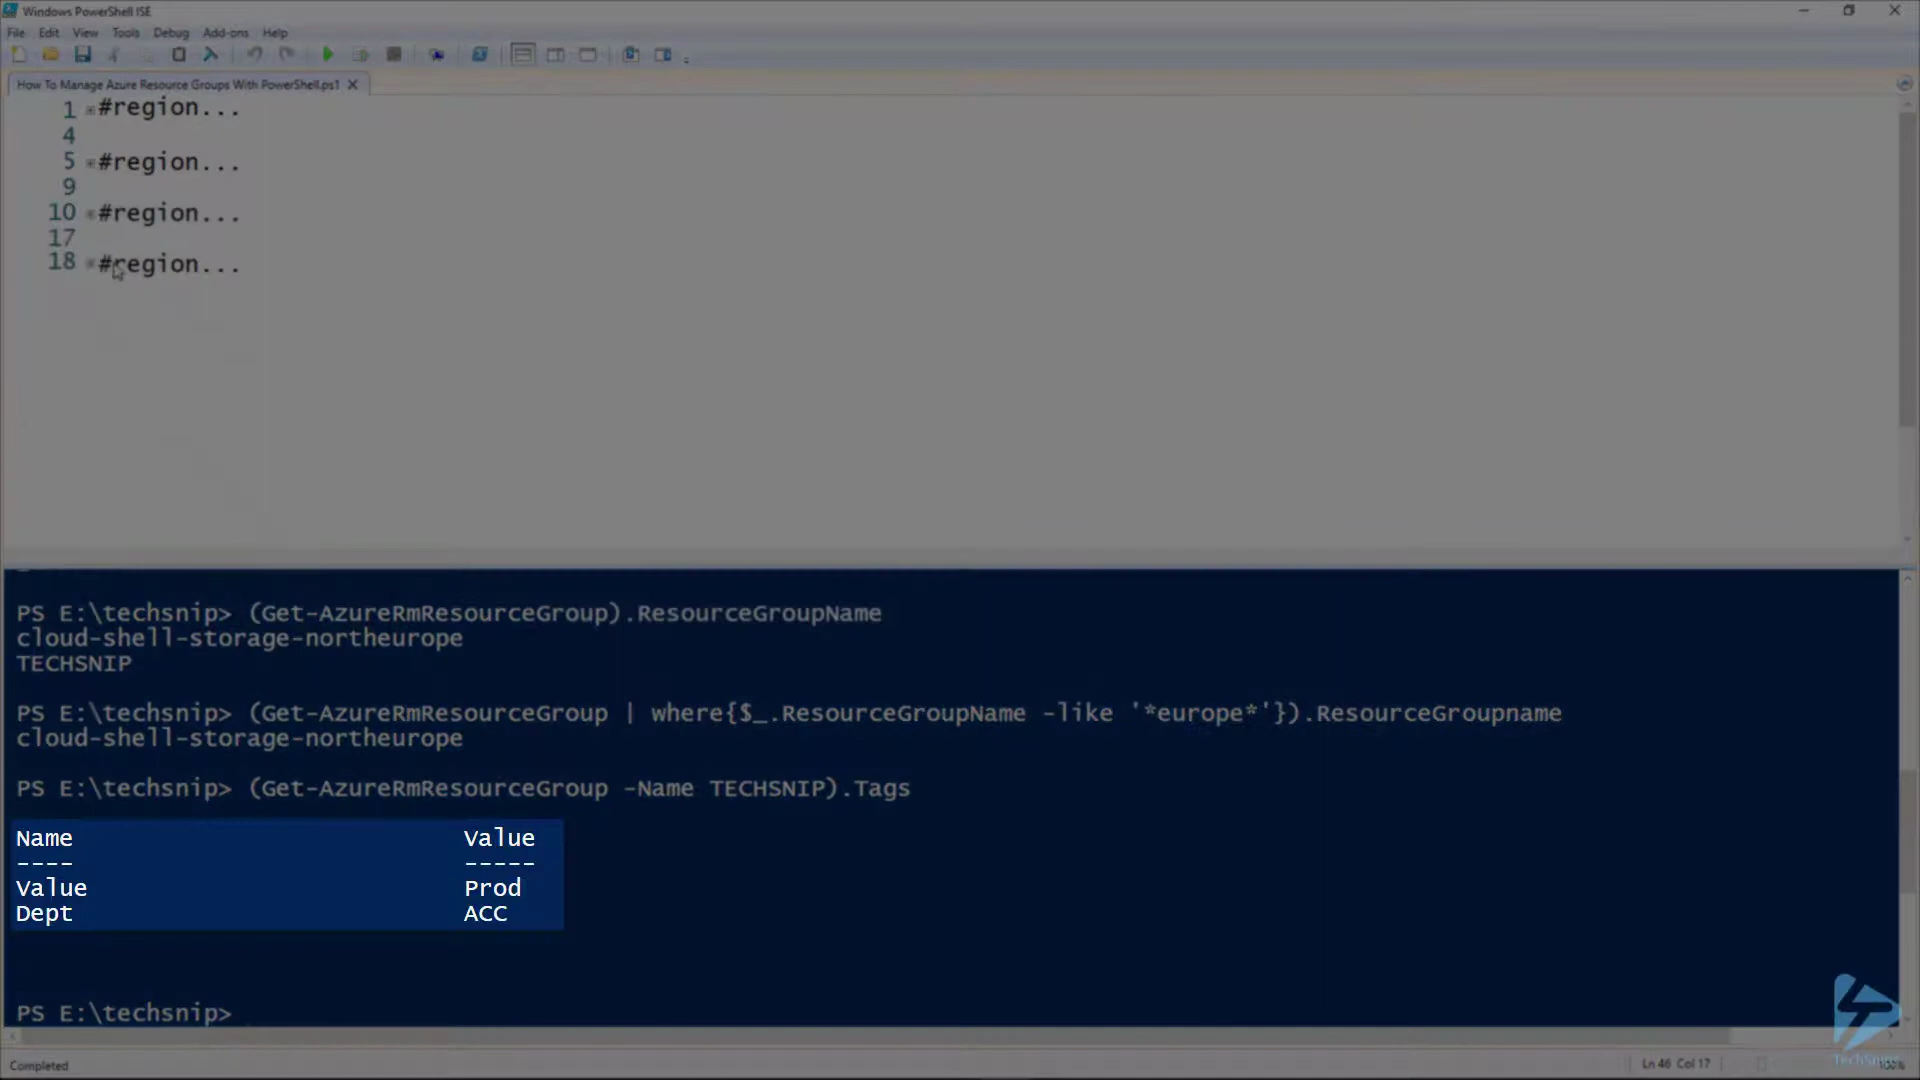 Windows PowerShell ISE
File Edit View Tools Debug Add-ons Help
How To Manage Azure Resource Groups With PowerShell.ps1
1 #region...
4
5 #region...
9
10 #region...
17
18 #region...
PS E:\techsnip> (Get-AzureRmResourceGroup).ResourceGroupName
cloud-shell-storage-northeurope
TECHSNIP
PS E:\techsnip> (Get-AzureRmResourceGroup | where{$_.ResourceGroupName -like '*europe*'}).ResourceGroupname
cloud-shell-storage-northeurope
PS E:\techsnip> (Get-AzureRmResourceGroup -Name TECHSNIP).Tags
Name Value
---- -----
Value Prod
Dept ACC
PS E:\techsnip>
Completed Ln 46 Col 17